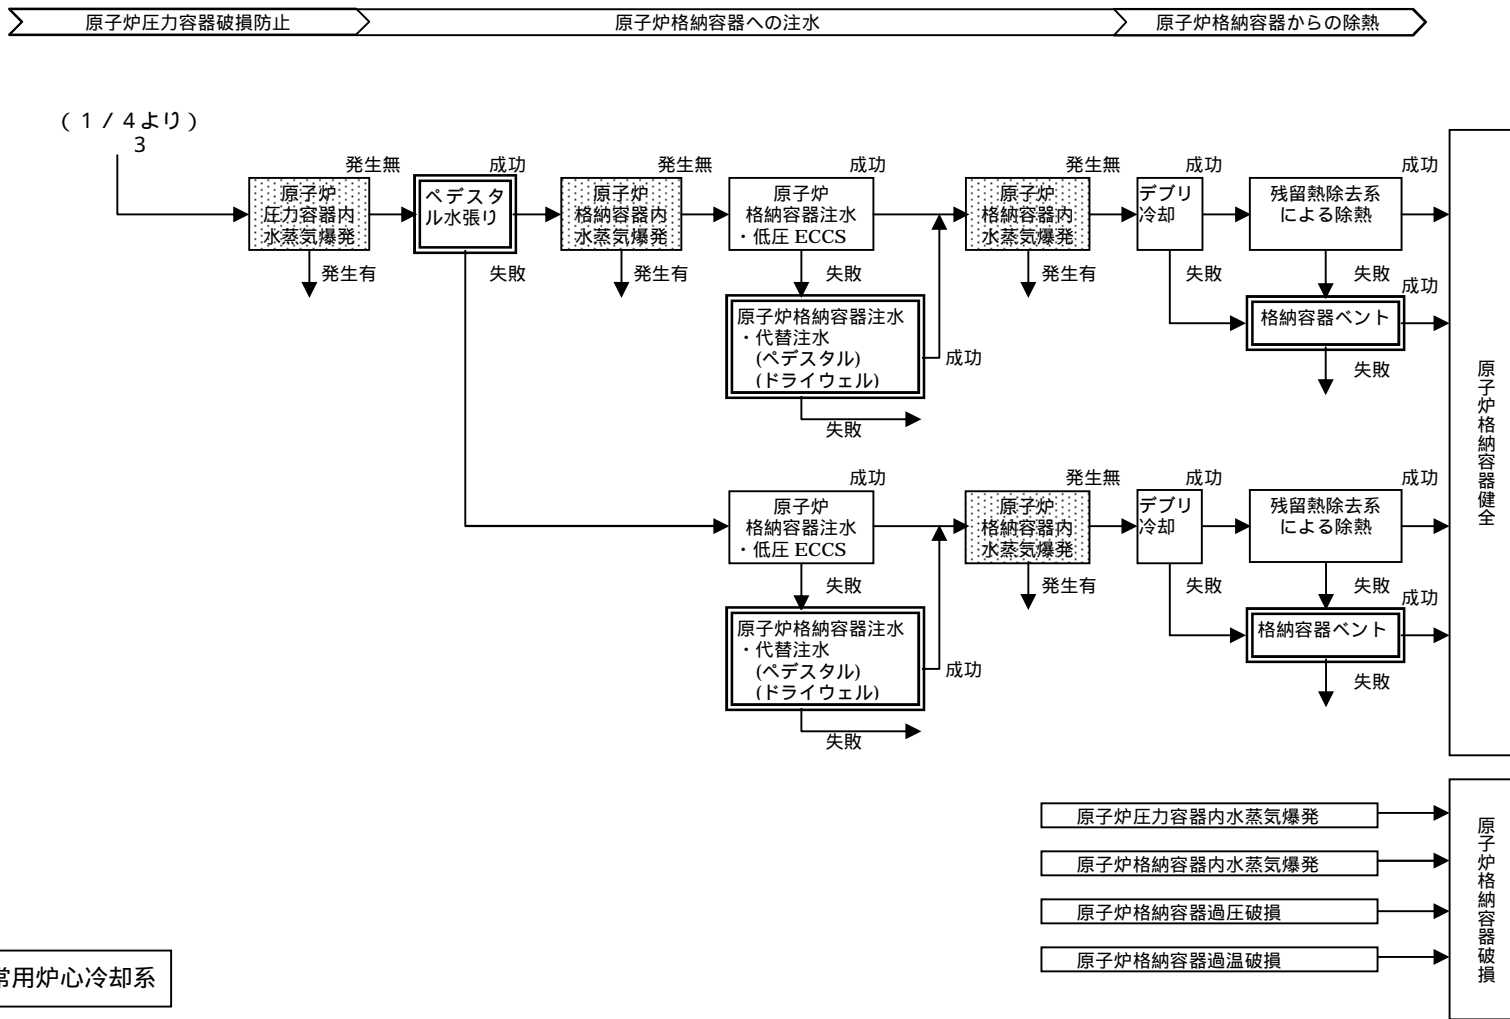 原子炉圧力容器破損防止
原子炉格納容器への注水
原子炉格納容器からの除熱
(1/4より)
3
発生無
原子炉
圧力容器内
水蒸気爆発
発生有
成功
ペデスタ
ル水張り
失敗
発生無
原子炉
格納容器内
水蒸気爆発
発生有
成功
原子炉
格納容器注水
・低圧 ECCS
失敗
原子炉格納容器注水
・代替注水
(ペデスタル)
(ドライウェル)
成功
失敗
発生無
原子炉
格納容器内
水蒸気爆発
発生有
成功
デブリ
冷却
失敗
成功
残留熱除去系
による除熱
失敗
成功
格納容器ベント
失敗
成功
原子炉
格納容器注水
・低圧 ECCS
失敗
原子炉格納容器注水
・代替注水
(ペデスタル)
(ドライウェル)
成功
失敗
発生無
原子炉
格納容器内
水蒸気爆発
発生有
成功
デブリ
冷却
失敗
成功
残留熱除去系
による除熱
失敗
成功
格納容器ベント
失敗
原子炉格納容器健全
原子炉圧力容器内水蒸気爆発
原子炉格納容器内水蒸気爆発
原子炉格納容器過圧破損
原子炉格納容器過温破損
原子炉格納容器破損
常用炉心冷却系